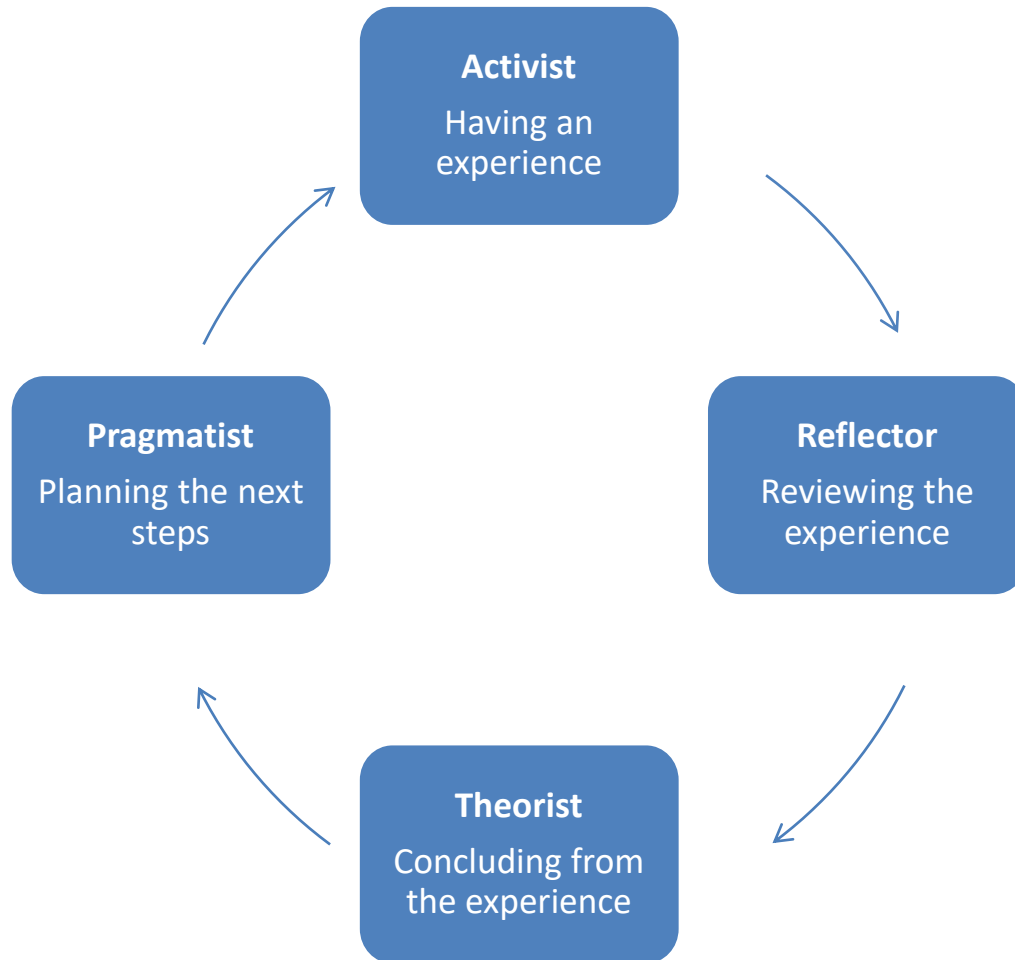 Activist
Having an
experience
Reflector
Reviewing the
experience
Theorist
Concluding from
the experience
Pragmatist
Planning the next
steps